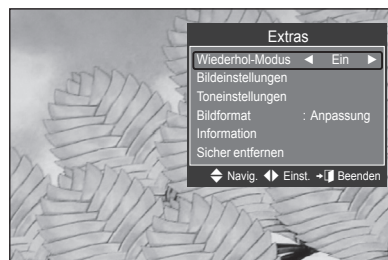 Extras
Wiederhol-Modus ◀ Ein ▶
Bildeinstellungen
Toneinstellungen
Bildformat : Anpassung
Information
Sicher entfernen
Navig. Einst. Beenden